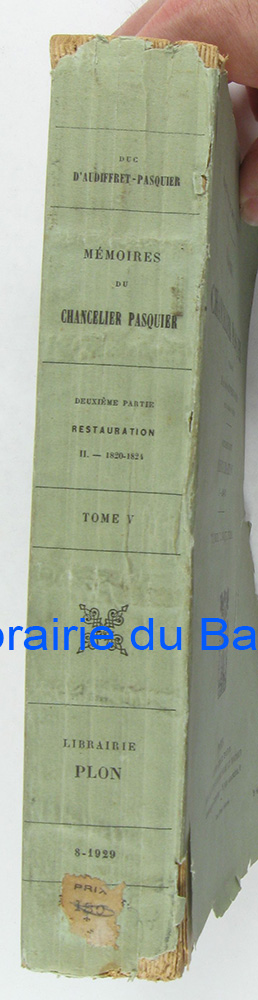 DUC
D'AUDIFFRET-PASQUIER
MÉMOIRES
DU
CHANCELIER PASQUIER
DEUXIÈME PARTIE
RESTAURATION
II. — 1820-1824
TOME V
orairie du Ba
LIBRAIRIE
PLON
8-1929
PRIX